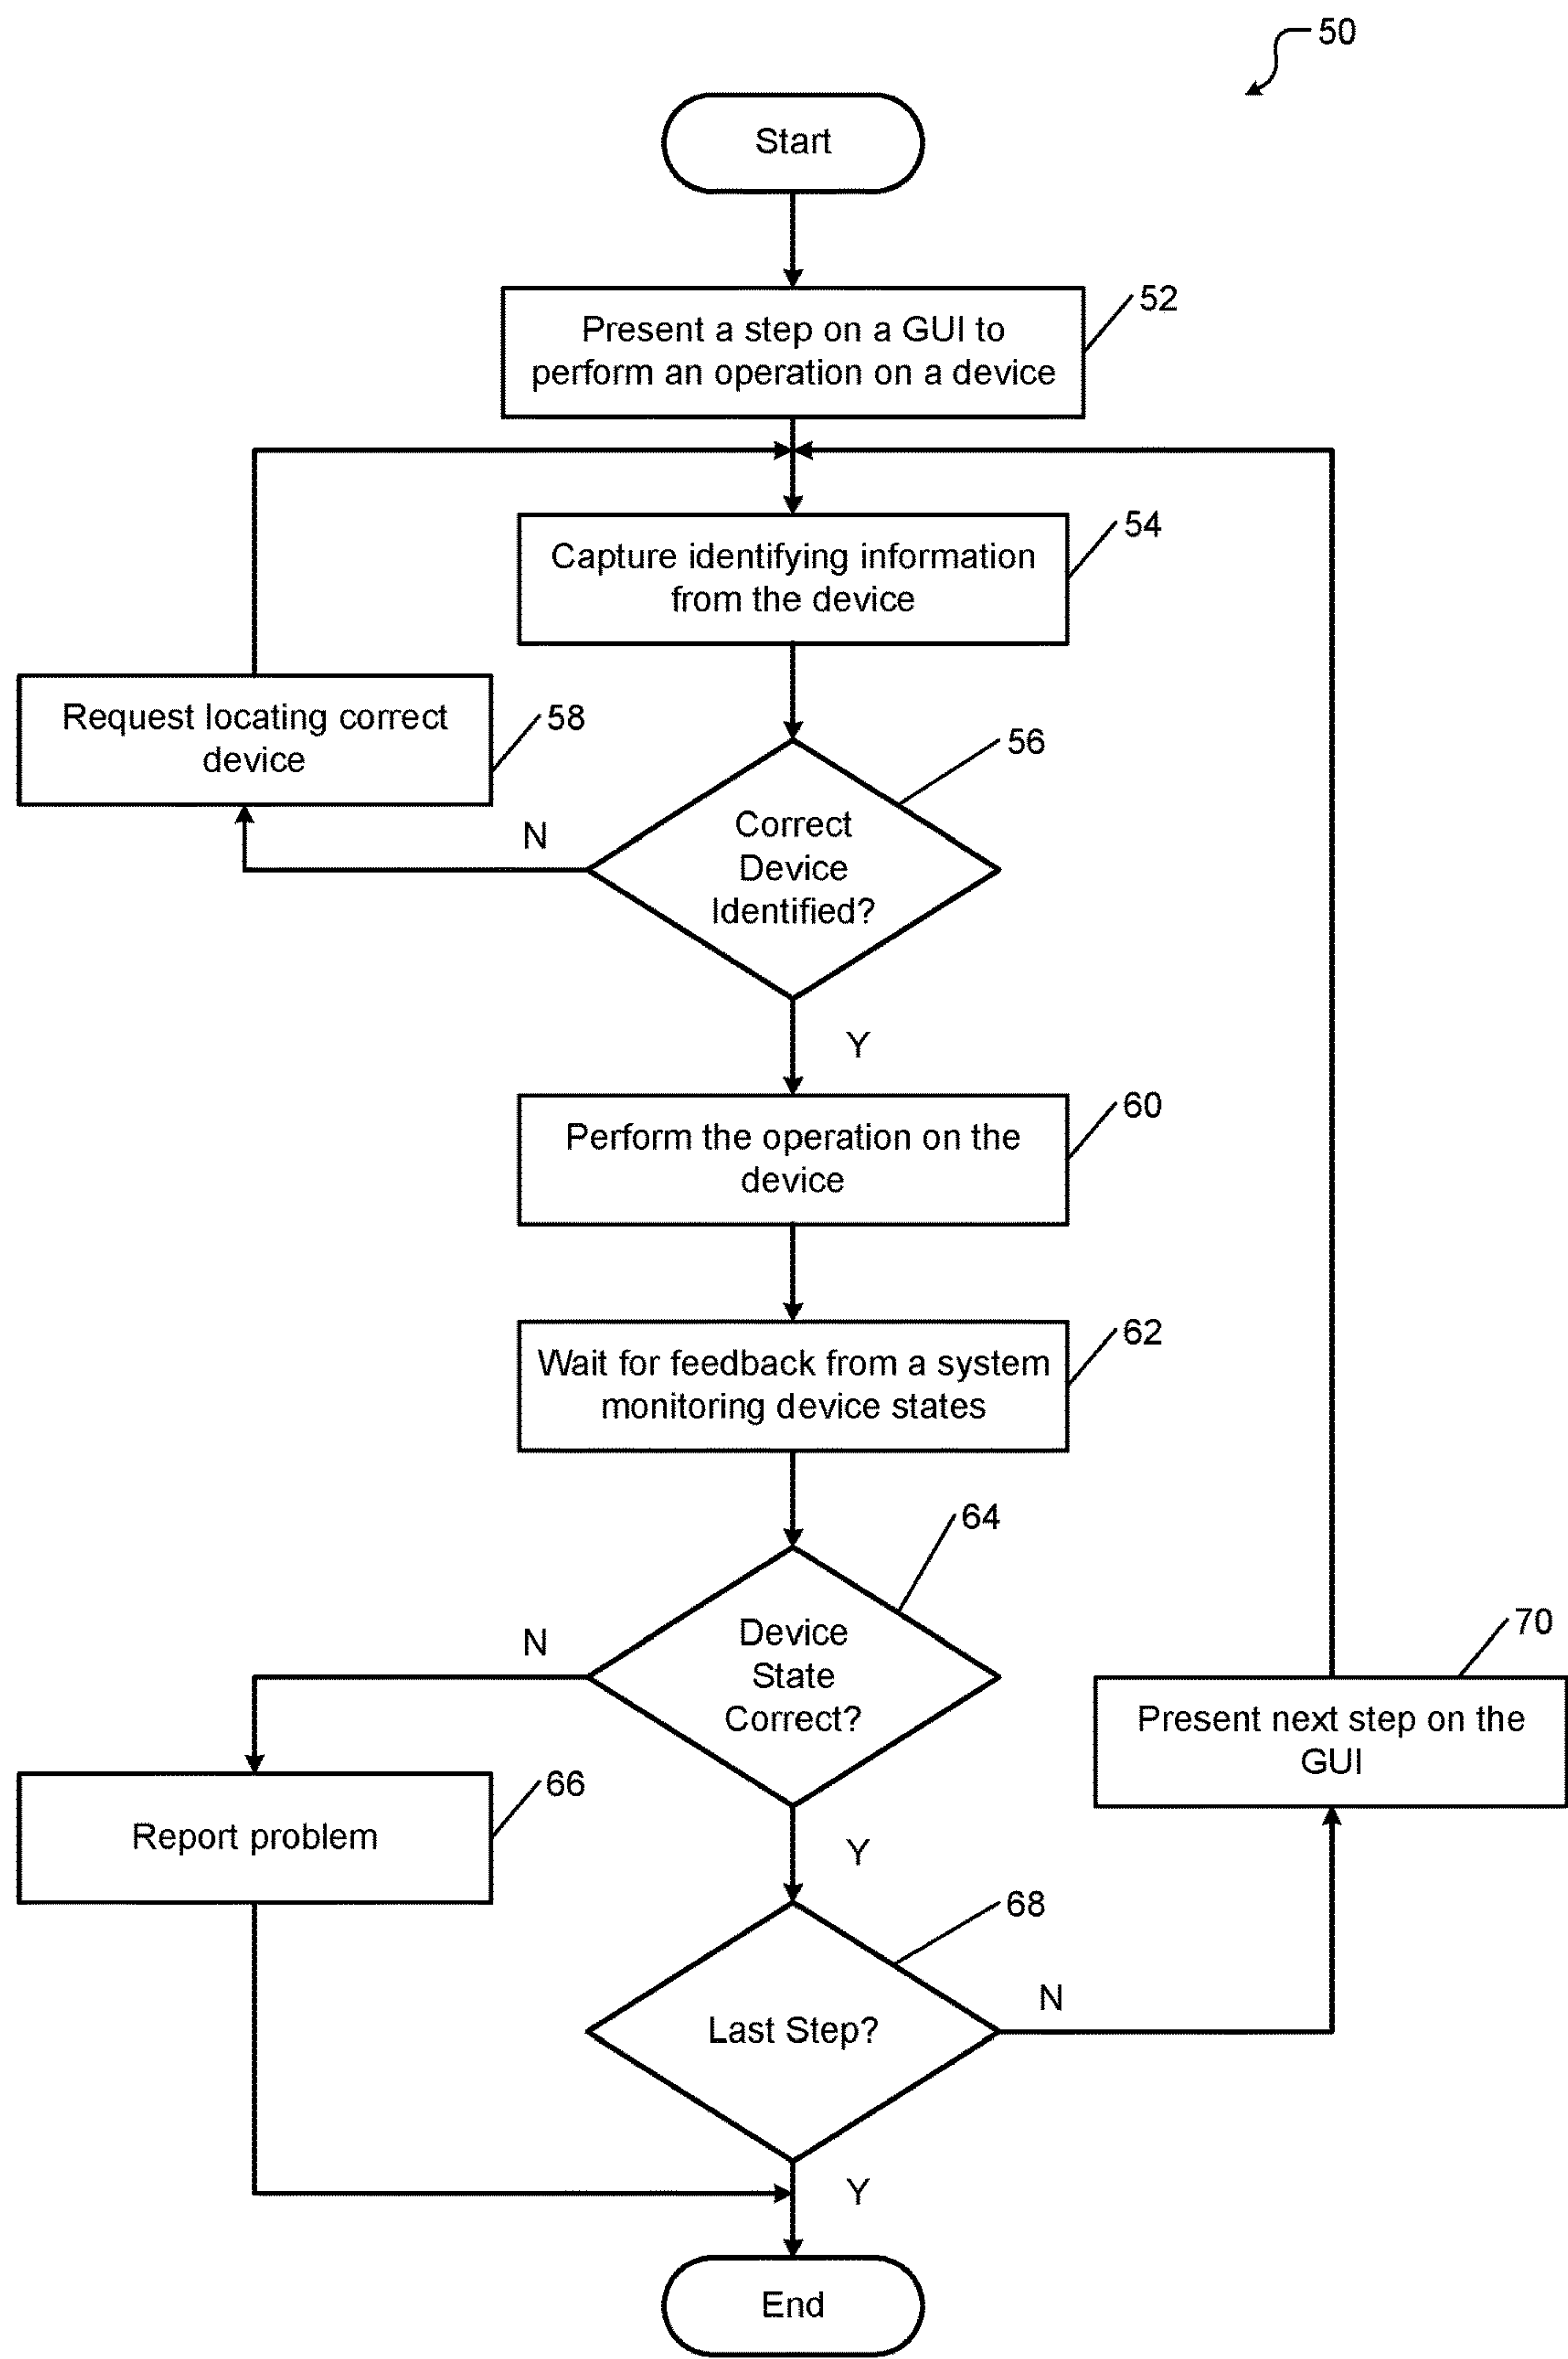 50
Start
52
Present a step on a GUI to
perform an operation on a device
54
Capture identifying information
from the device
Request locating correct
device
58
56
Correct
Device
Identified?
N
Y
60
Perform the operation on the
device
62
Wait for feedback from a system
monitoring device states
64
Device
State
Correct?
N
Y
70
Present next step on the
GUI
66
Report problem
68
Last Step?
N
Y
End